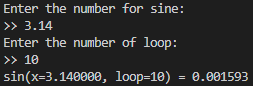 Enter the number for sine:
>> 3.14
Enter the number of loop:
>> 10
sin(x=3.140000, loop=10) = 0.001593